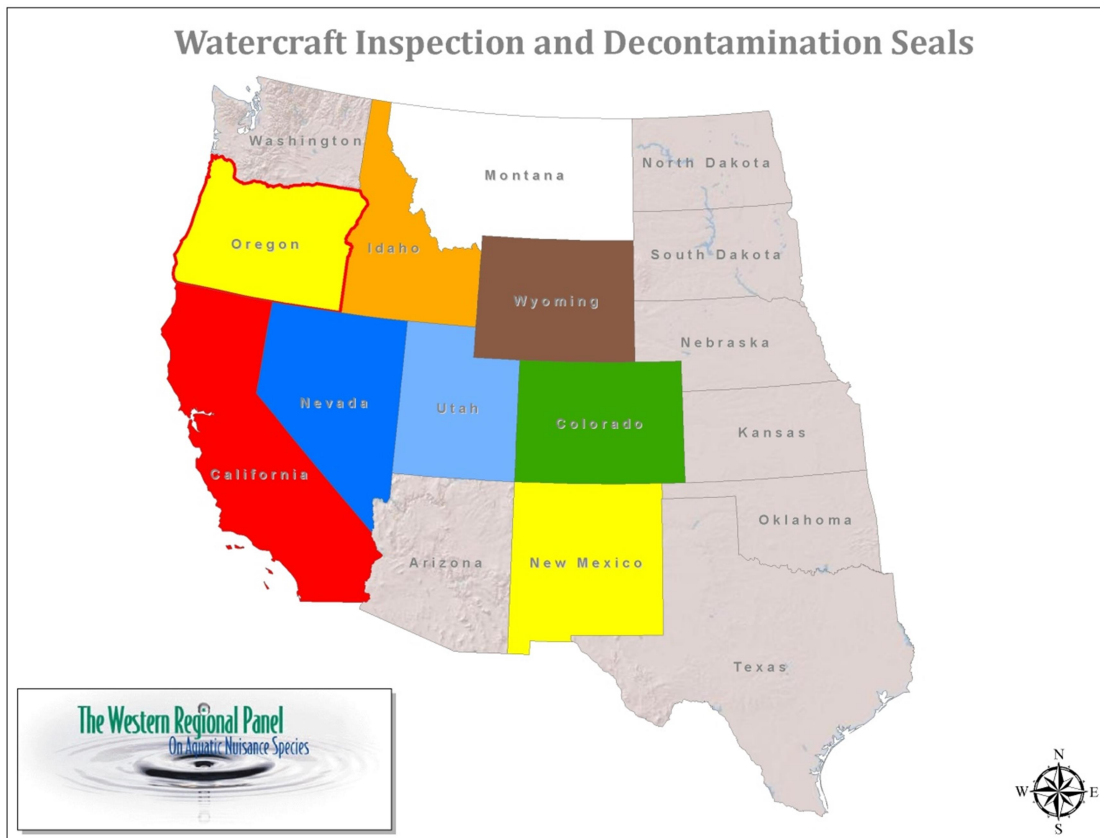 Watercraft Inspection and Decontamination Seals
Washington
Montana
North Dakota
Oregon
Idaho
South Dakota
Wyoming
Nebraska
Nevada
Utah
Colorado
Kansas
California
Oklahoma
Arizona
New Mexico
Texas
The Western Regional Panel
On Aquatic Nuisance Species
N
W E
S